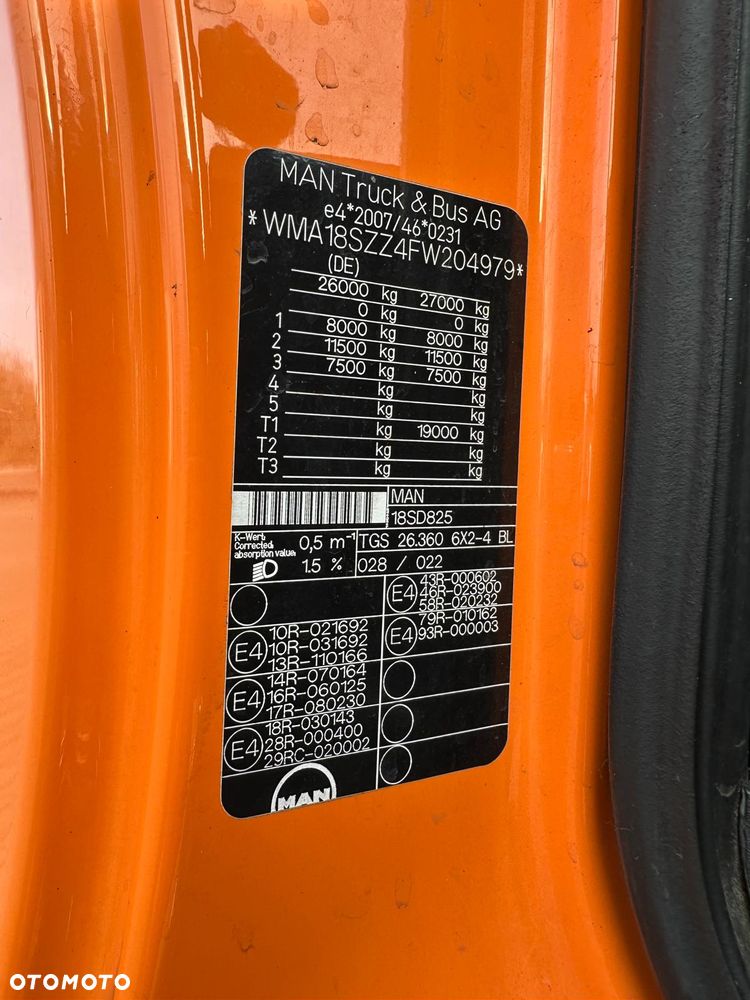 MAN Truck & Bus AG
e4*2007/46*0231
*WMA18SZZ4FW204979*
(DE)
26000 kg 27000 kg
0 kg 0 kg
1 8000 kg 8000 kg
2 11500 kg 11500 kg
3 7500 kg 7500 kg
4 kg kg
5 kg kg
T1 kg 19000 kg
T2 kg kg
T3 kg kg
MAN
18SD825
K-Wert:
Corrected
absorption value:
0,5 m⁻¹
TGS 26.360 6X2-4 BL
1.5 %
028 / 022
E4
43R-000602
46R-023900
58R-020232
E4
79R-010162
93R-000003
E4
10R-021692
10R-031692
13R-110166
E4
14R-070164
16R-060125
17R-080230
E4
18R-030143
28R-000400
29RC-020002
MAN
OTOMOTO